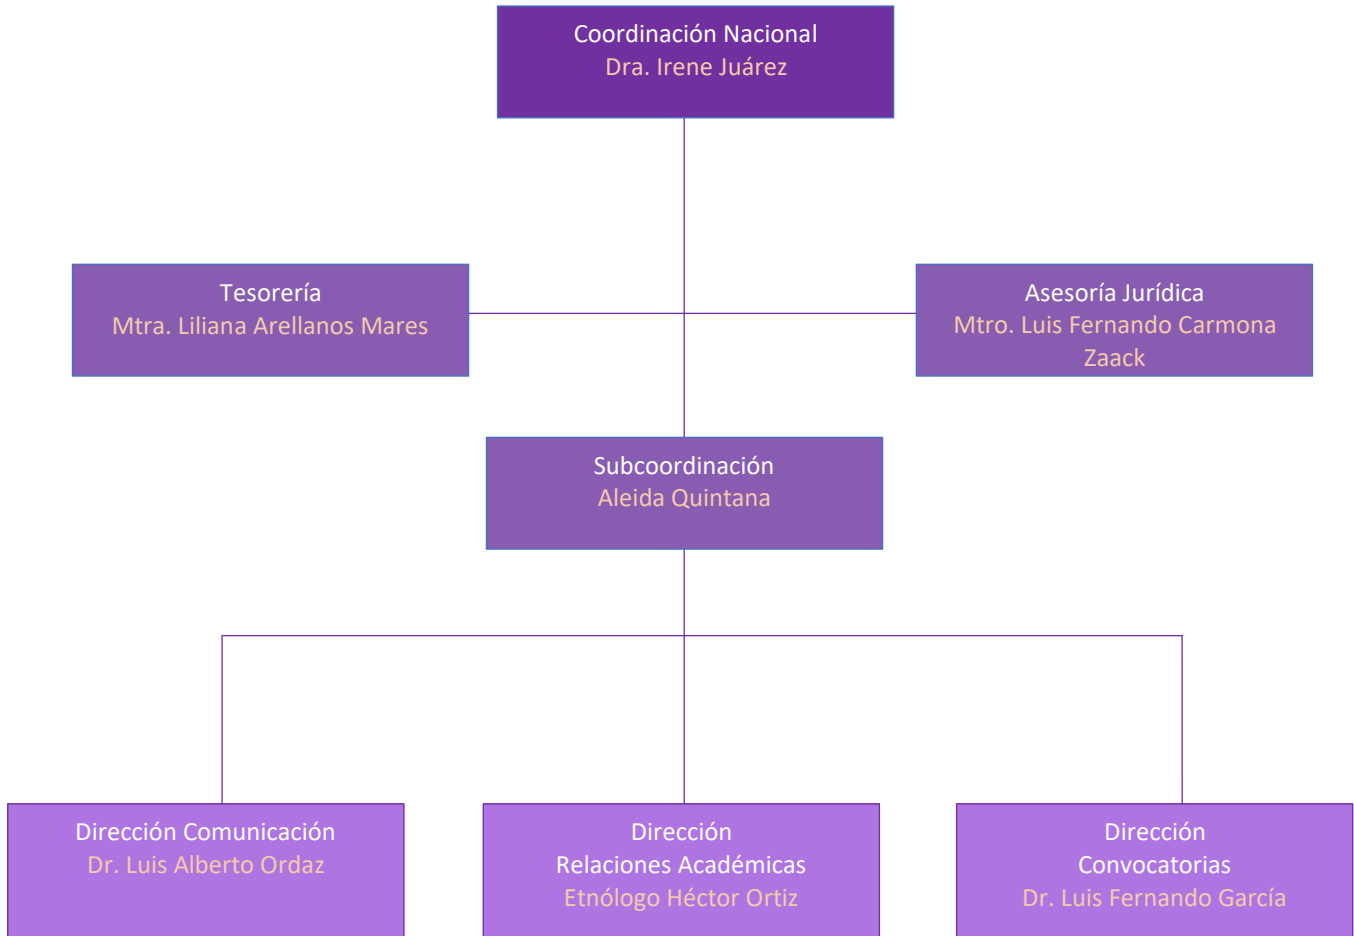 Coordinación Nacional
Dra. Irene Juárez
Tesorería
Mtra. Liliana Arellanos Mares
Asesoría Jurídica
Mtro. Luis Fernando Carmona
Zaack
Subcoordinación
Aleida Quintana
Dirección Comunicación
Dr. Luis Alberto Ordaz
Dirección
Relaciones Académicas
Etnólogo Héctor Ortiz
Dirección
Convocatorias
Dr. Luis Fernando García